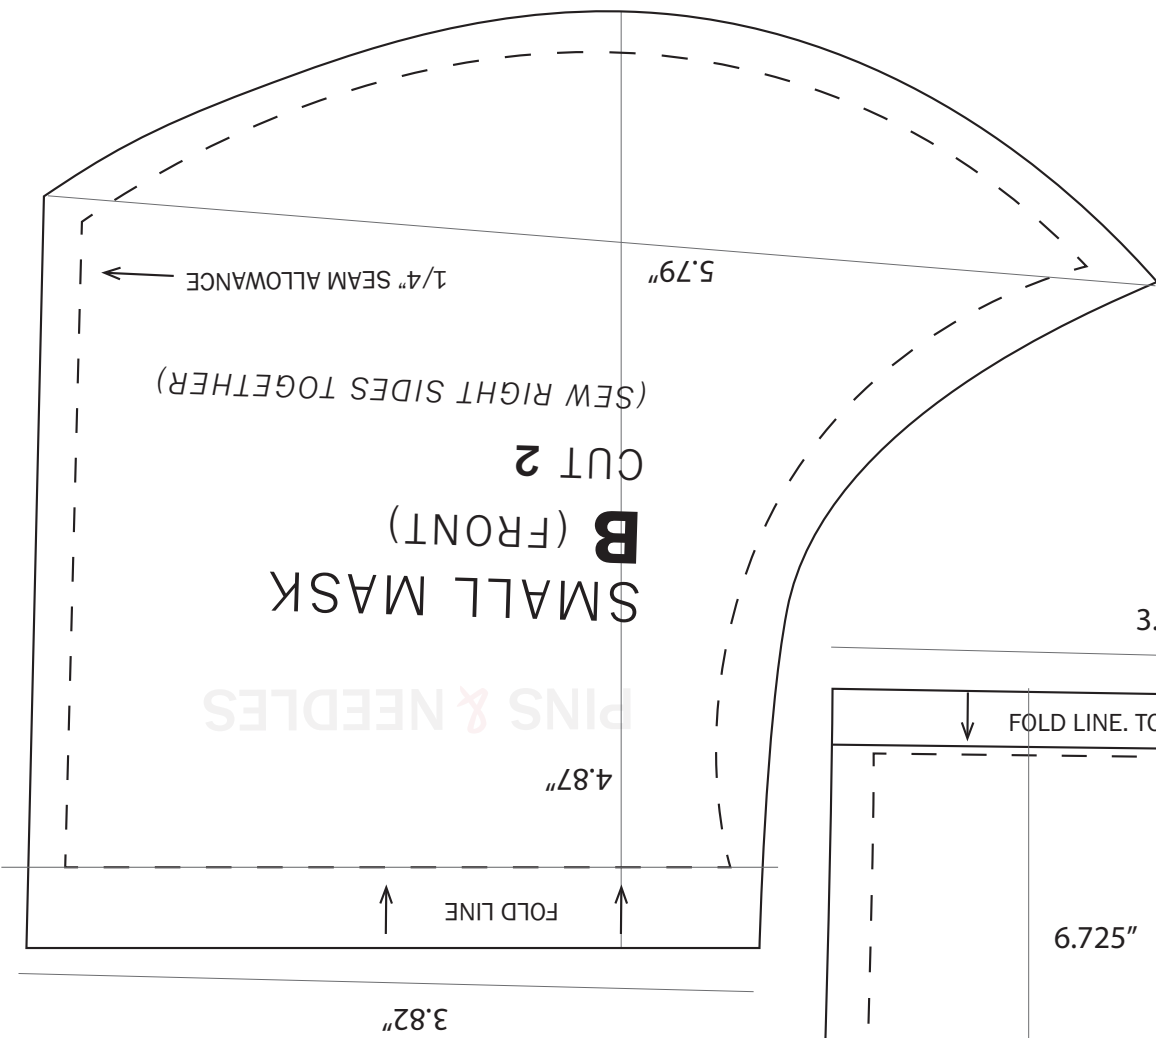 3.82"
FOLD LINE
4.87"
PINS & NEEDLES
SMALL MASK
B (FRONT)
CUT 2
(SEW RIGHT SIDES TOGETHER)
1/4" SEAM ALLOWANCE
5.79"
3.
FOLD LINE. TO
6.725"